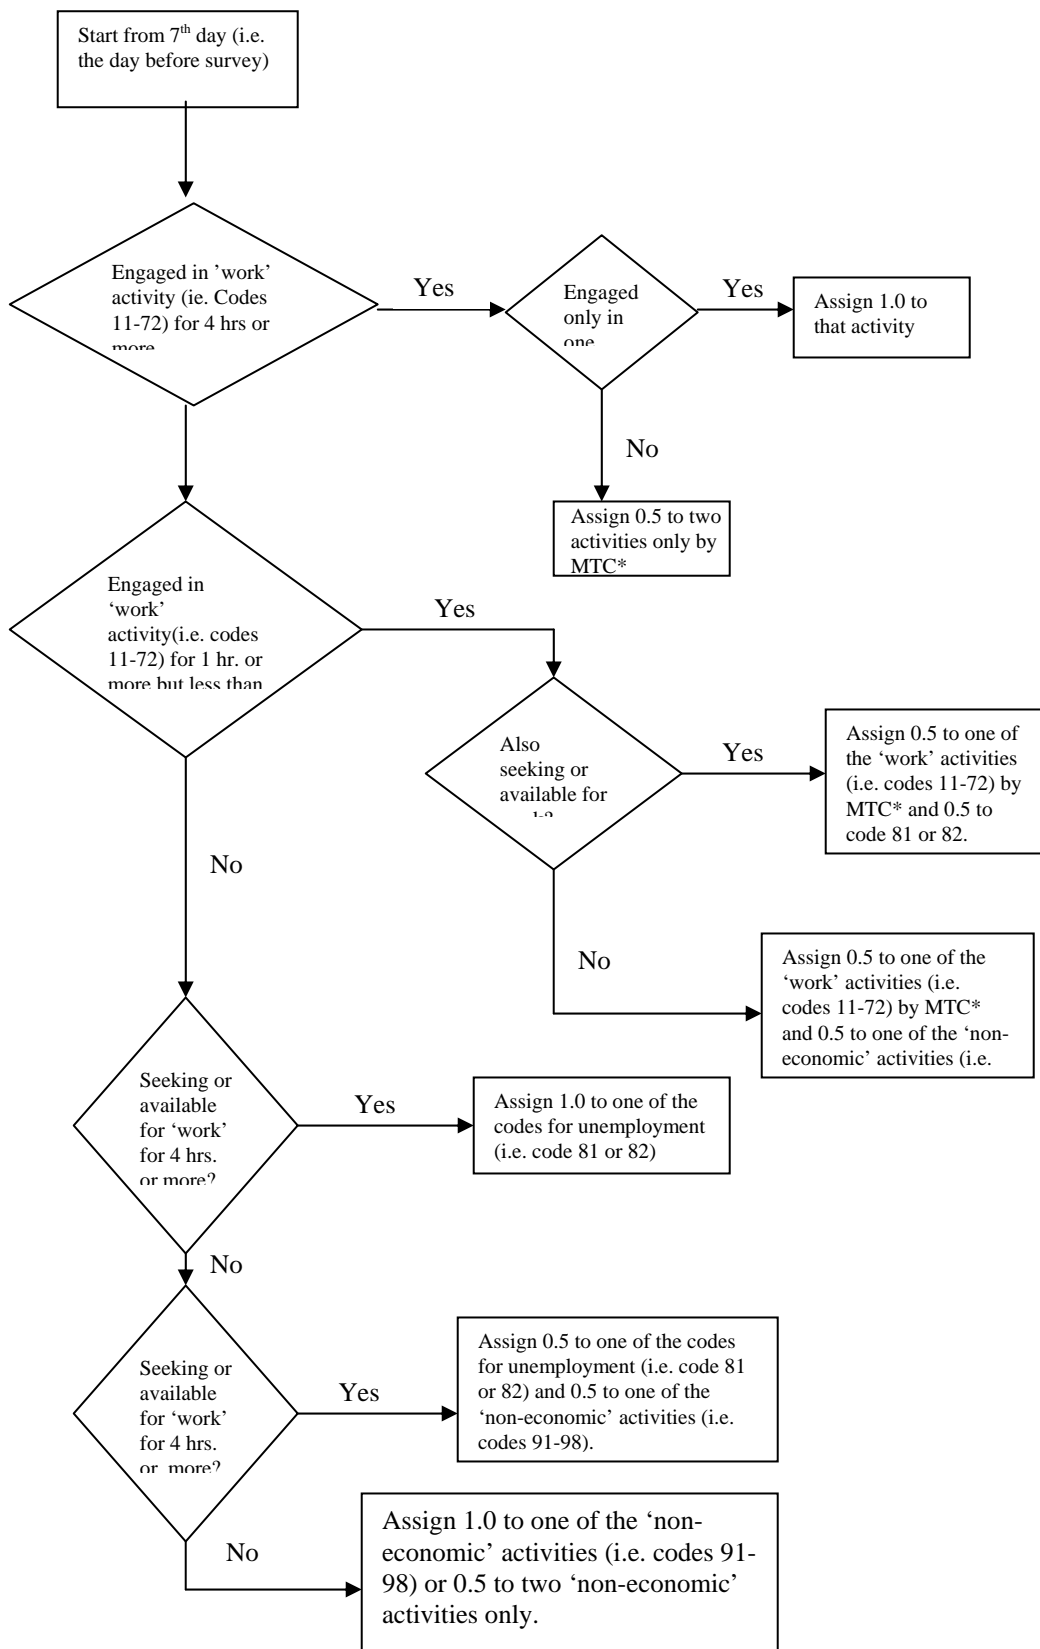 Start from 7th day (i.e.
the day before survey)
Engaged in 'work'
activity (ie. Codes
11-72) for 4 hrs or
more
Yes
Engaged
only in
one
Yes
Assign 1.0 to
that activity
No
Assign 0.5 to two
activities only by
MTC*
Engaged in
‘work’
activity(i.e. codes
11-72) for 1 hr. or
more but less than
Yes
Also
seeking or
available for
Yes
Assign 0.5 to one of
the ‘work’ activities
(i.e. codes 11-72) by
MTC* and 0.5 to
code 81 or 82.
No
No
Assign 0.5 to one of the
‘work’ activities (i.e.
codes 11-72) by MTC*
and 0.5 to one of the ‘non-
economic’ activities (i.e.
Seeking or
available
for ‘work’
for 4 hrs.
or more?
Yes
Assign 1.0 to one of the
codes for unemployment
(i.e. code 81 or 82)
No
Seeking or
available
for ‘work’
for 4 hrs.
or more?
Yes
Assign 0.5 to one of the codes
for unemployment (i.e. code 81
or 82) and 0.5 to one of the
‘non-economic’ activities (i.e.
codes 91-98).
No
Assign 1.0 to one of the ‘non-
economic’ activities (i.e. codes 91-
98) or 0.5 to two ‘non-economic’
activities only.